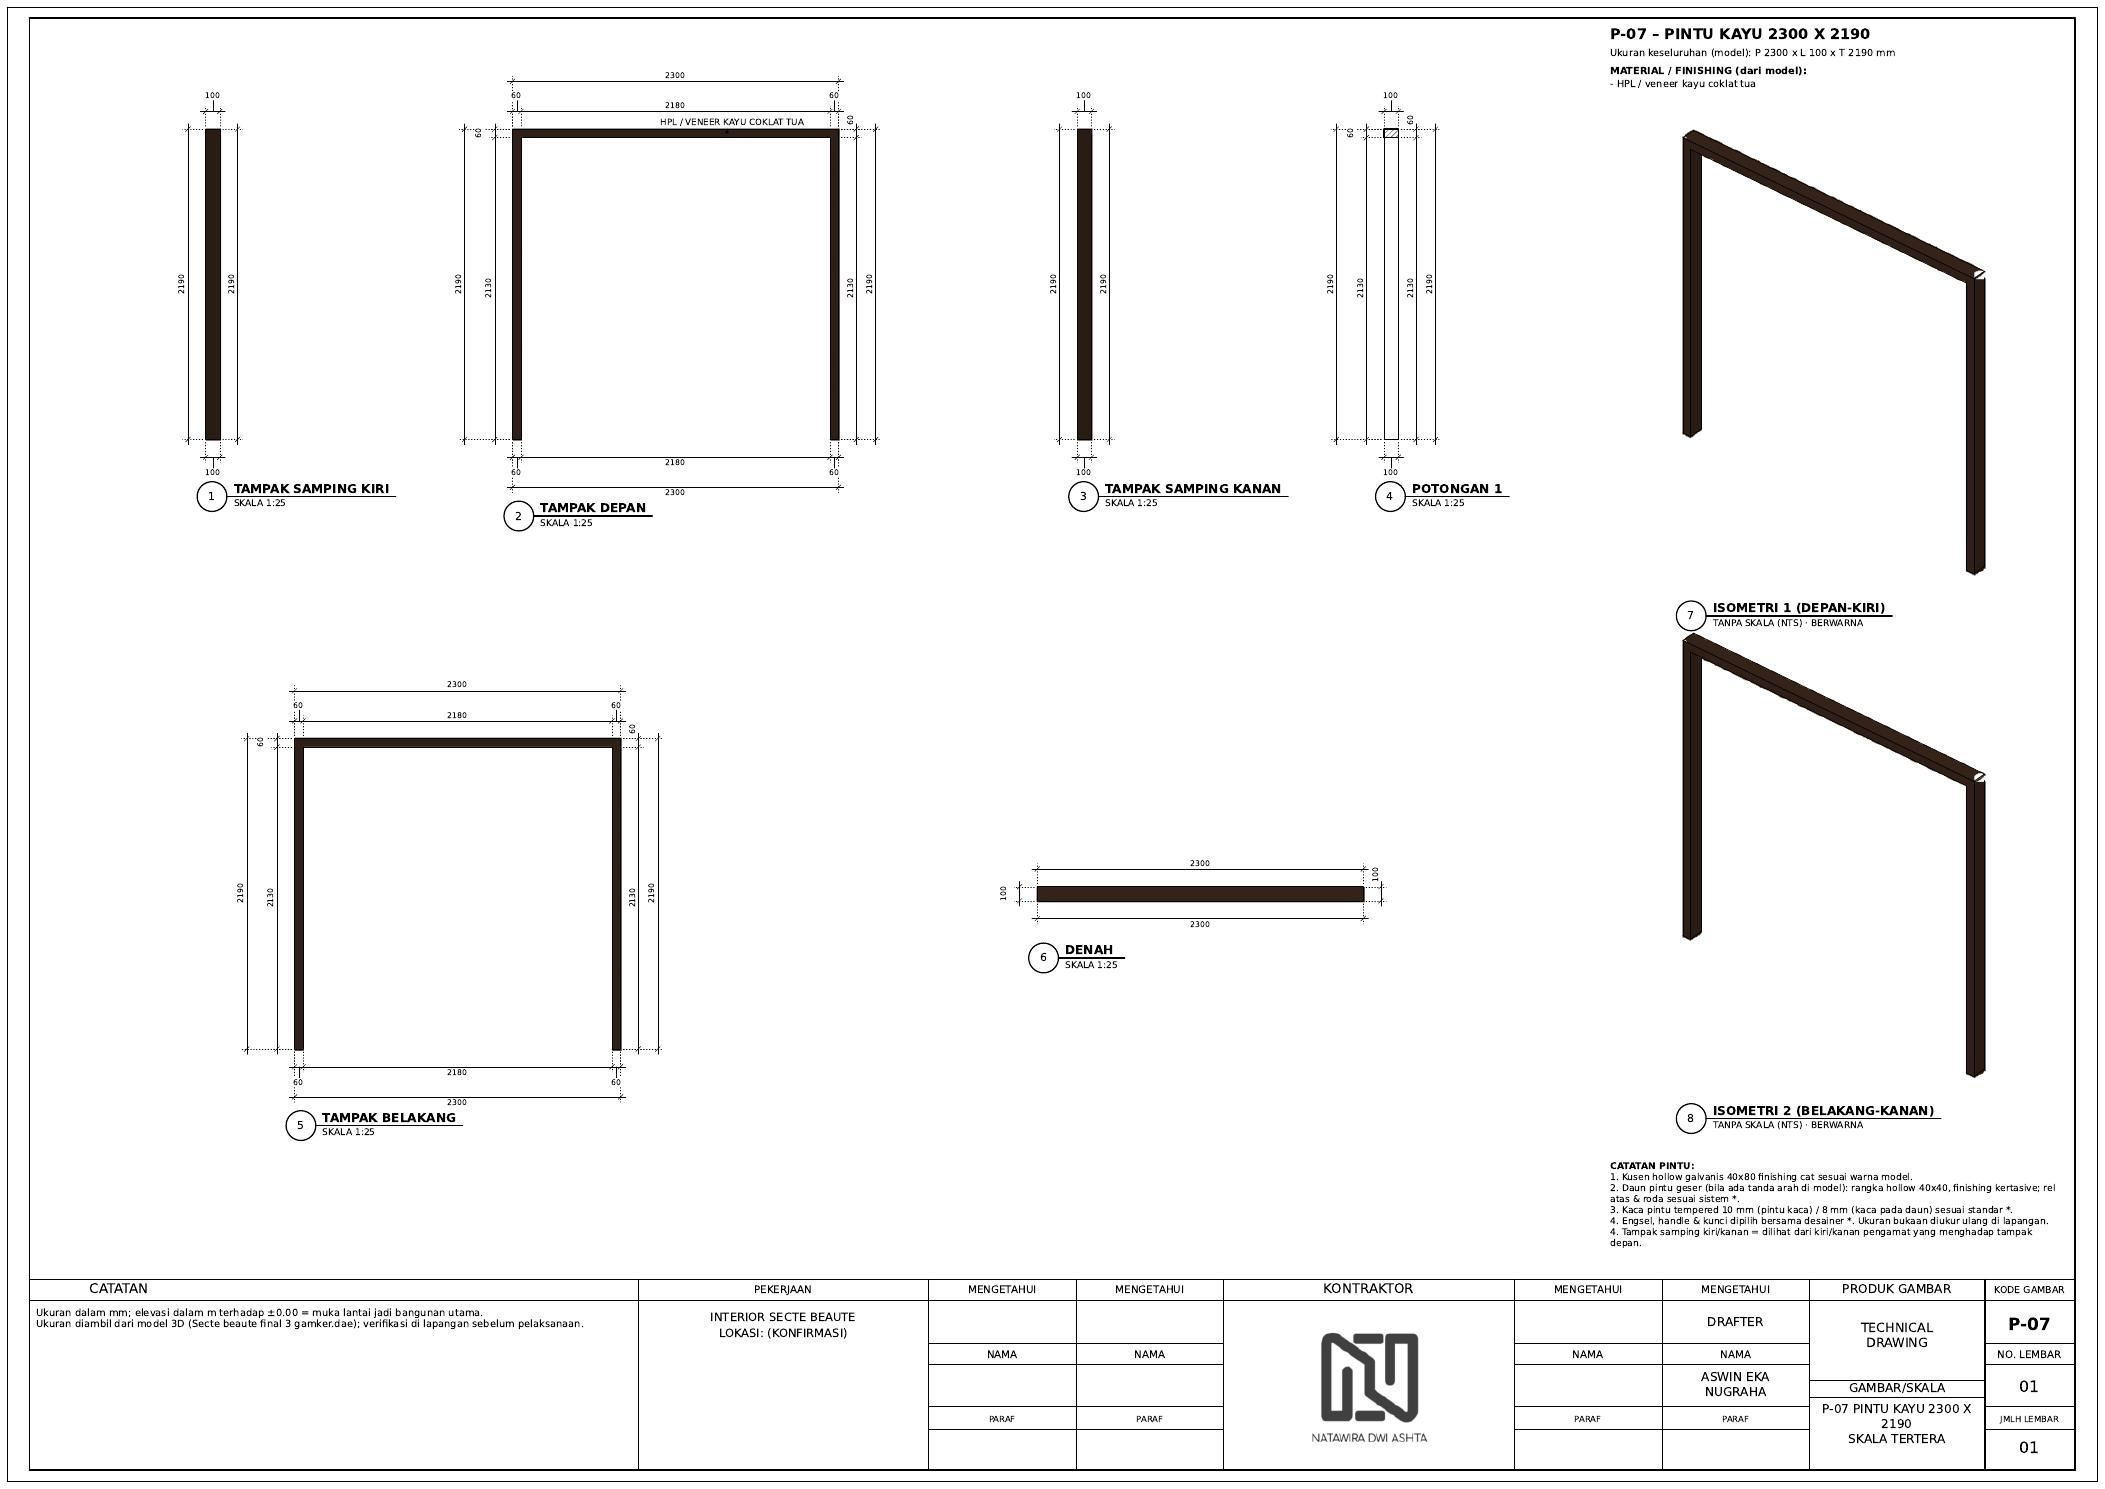 P-07 – PINTU KAYU 2300 X 2190
Ukuran keseluruhan (model): P 2300 x L 100 x T 2190 mm
MATERIAL / FINISHING (dari model):
- HPL / veneer kayu coklat tua
100
2190
2190
100
1
TAMPAK SAMPING KIRI
SKALA 1:25
2300
60
60
2180
HPL / VENEER KAYU COKLAT TUA
60
60
2190
2130
2130
2190
2180
60
60
2300
2
TAMPAK DEPAN
SKALA 1:25
100
2190
2190
100
3
TAMPAK SAMPING KANAN
SKALA 1:25
100
60
60
2190
2130
2130
2190
100
4
POTONGAN 1
SKALA 1:25
7
ISOMETRI 1 (DEPAN-KIRI)
TANPA SKALA (NTS) · BERWARNA
2300
60
60
2180
60
60
2190
2130
2130
2190
2180
60
60
2300
5
TAMPAK BELAKANG
SKALA 1:25
2300
100
100
2300
6
DENAH
SKALA 1:25
8
ISOMETRI 2 (BELAKANG-KANAN)
TANPA SKALA (NTS) · BERWARNA
CATATAN PINTU:
1. Kusen hollow galvanis 40x80 finishing cat sesuai warna model.
2. Daun pintu geser (bila ada tanda arah di model): rangka hollow 40x40, finishing kertasive; rel
atas & roda sesuai sistem *.
3. Kaca pintu tempered 10 mm (pintu kaca) / 8 mm (kaca pada daun) sesuai standar *.
4. Engsel, handle & kunci dipilih bersama desainer *. Ukuran bukaan diukur ulang di lapangan.
4. Tampak samping kiri/kanan = dilihat dari kiri/kanan pengamat yang menghadap tampak
depan.
CATATAN
Ukuran dalam mm; elevasi dalam m terhadap ±0.00 = muka lantai jadi bangunan utama.
Ukuran diambil dari model 3D (Secte beaute final 3 gamker.dae); verifikasi di lapangan sebelum pelaksanaan.
PEKERJAAN
INTERIOR SECTE BEAUTE
LOKASI: (KONFIRMASI)
MENGETAHUI
NAMA
PARAF
MENGETAHUI
NAMA
PARAF
KONTRAKTOR
NATAWIRA DWI ASHTA
MENGETAHUI
NAMA
PARAF
MENGETAHUI
DRAFTER
NAMA
ASWIN EKA
NUGRAHA
PARAF
PRODUK GAMBAR
TECHNICAL
DRAWING
GAMBAR/SKALA
P-07 PINTU KAYU 2300 X
2190
SKALA TERTERA
KODE GAMBAR
P-07
NO. LEMBAR
01
JMLH LEMBAR
01